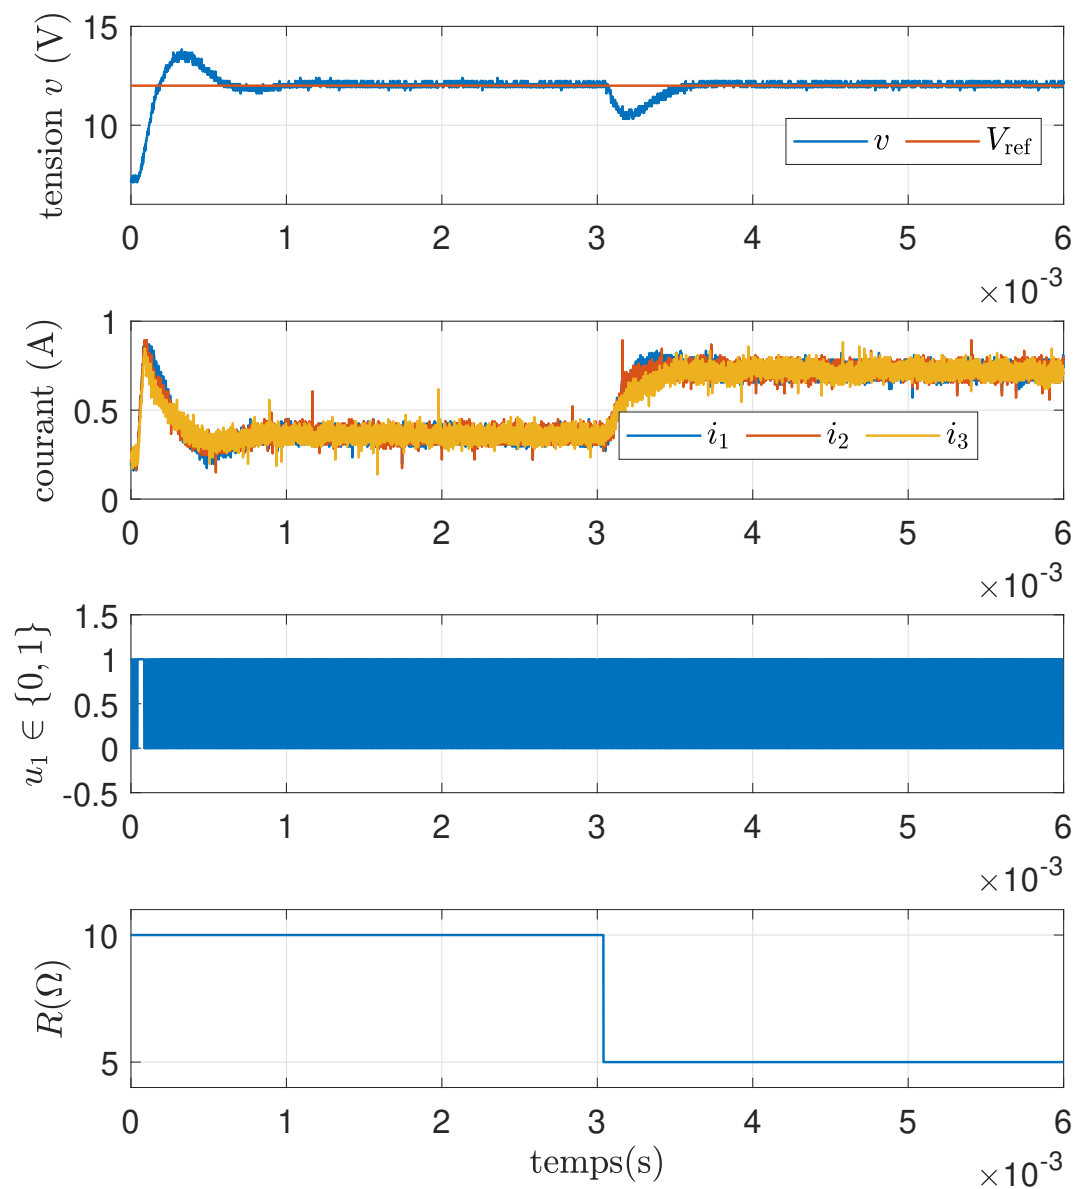 tension v (V)
15
10
v V_ref
0 1 2 3 4 5 6
×10^-3
courant (A)
1
0.5
0
i_1 i_2 i_3
0 1 2 3 4 5 6
×10^-3
u_1 ∈ {0, 1}
1.5
1
0.5
0
-0.5
0 1 2 3 4 5 6
×10^-3
R(Ω)
10
5
0 1 2 3 4 5 6
temps(s)
×10^-3